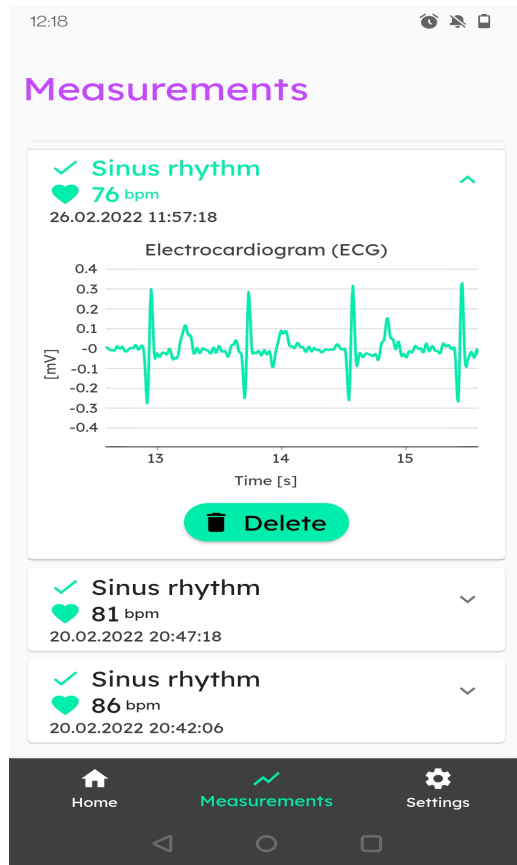 12:18
Measurements
Sinus rhythm
76 bpm
26.02.2022 11:57:18
Electrocardiogram (ECG)
0.4
0.3
0.2
0.1
-0
-0.1
-0.2
-0.3
-0.4
[mV]
13 14 15
Time [s]
Delete
Sinus rhythm
81 bpm
20.02.2022 20:47:18
Sinus rhythm
86 bpm
20.02.2022 20:42:06
Home Measurements Settings